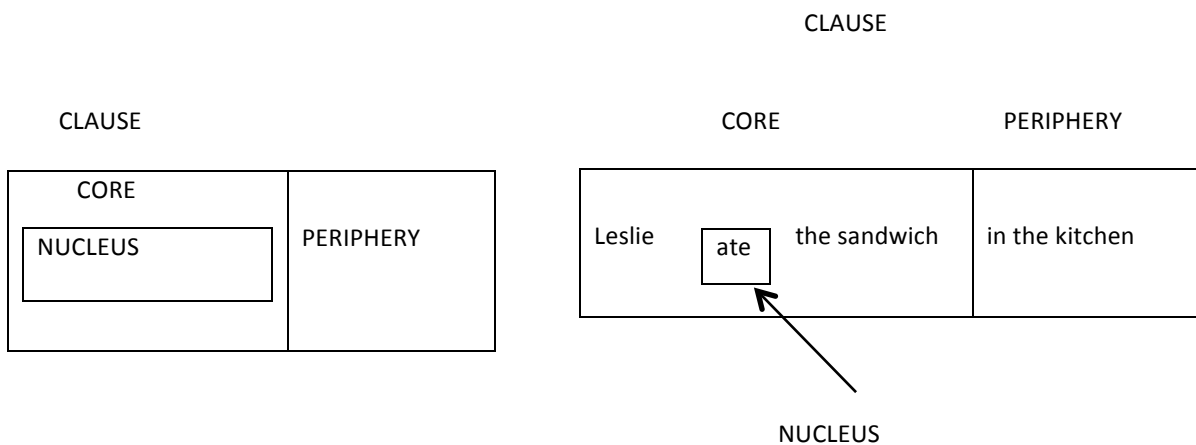 CLAUSE
CLAUSE
CORE PERIPHERY
CORE
NUCLEUS
PERIPHERY
Leslie ate the sandwich in the kitchen
NUCLEUS